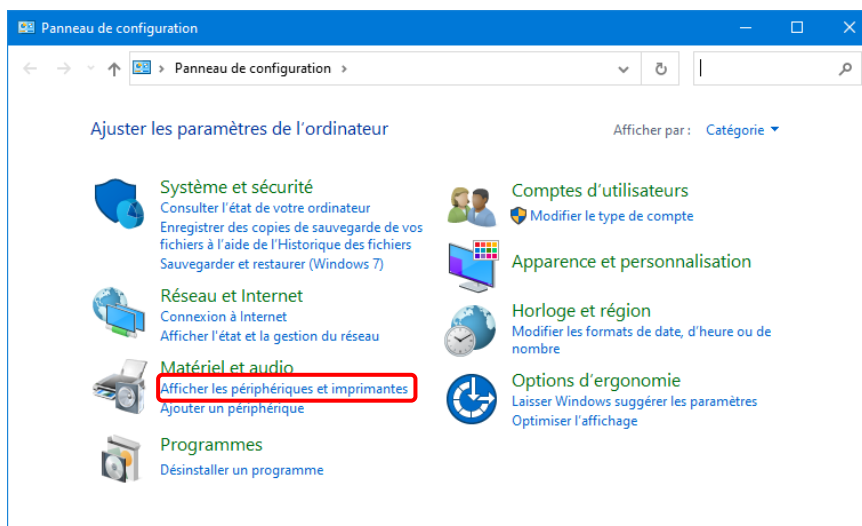 Panneau de configuration
Panneau de configuration
Ajuster les paramètres de l’ordinateur
Afficher par : Catégorie
Système et sécurité
Consulter l’état de votre ordinateur
Enregistrer des copies de sauvegarde de vos
fichiers à l’aide de l’Historique des fichiers
Sauvegarder et restaurer (Windows 7)
Réseau et Internet
Connexion à Internet
Afficher l’état et la gestion du réseau
Matériel et audio
Afficher les périphériques et imprimantes
Ajouter un périphérique
Programmes
Désinstaller un programme
Comptes d’utilisateurs
Modifier le type de compte
Apparence et personnalisation
Horloge et région
Modifier les formats de date, d’heure ou de
nombre
Options d’ergonomie
Laisser Windows suggérer les paramètres
Optimiser l’affichage